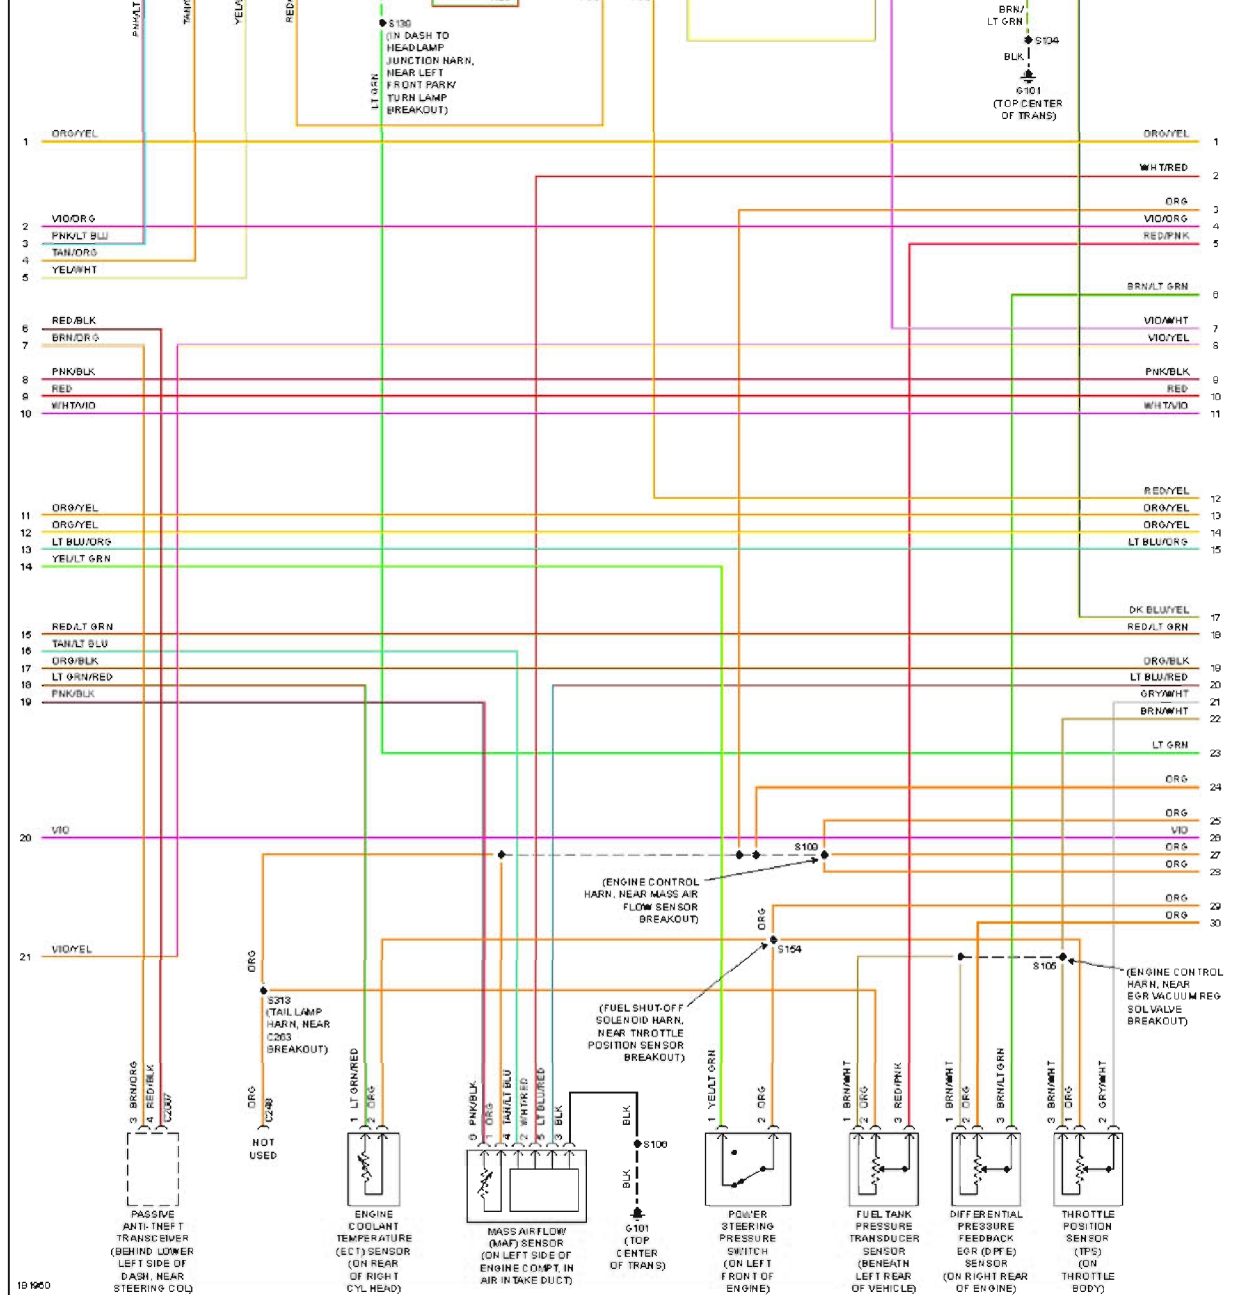 PNK/LT
YEL/
RED/
BRN/
LT GRN
S130
(IN DASH TO
HEADLAMP
JUNCTION HARN,
NEAR LEFT
FRONT PARK/
TURN LAMP
BREAKOUT)
LT GRN
BLK
G101
(TOP CENTER
OF TRANS)
1 ORG/YEL
ORG/YEL 1
WHT/RED 2
ORG 3
2 VIO/ORG
VIO/ORG 4
3 PNK/LT BLU
RED/PNK 5
4 TAN/ORG
5 YEL/WHT
BRN/LT GRN 6
6 RED/BLK
VIO/WHT 7
7 BRN/ORG
VIO/YEL 8
8 PNK/BLK
PNK/BLK 9
9 RED
RED 10
10 WHT/VIO
WHT/VIO 11
RED/YEL 12
11 ORG/YEL
ORG/YEL 13
12 ORG/YEL
ORG/YEL 14
13 LT BLU/ORG
LT BLU/ORG 15
14 YEL/LT GRN
DK BLU/YEL 17
15 RED/LT GRN
RED/LT GRN 18
16 TAN/LT BLU
17 ORG/BLK
ORG/BLK 19
18 LT GRN/RED
LT BLU/RED 20
19 PNK/BLK
GRY/WHT 21
BRN/WHT 22
LT GRN 23
ORG 24
ORG 25
20 VIO
VIO 26
S109
ORG 27
ORG 28
(ENGINE CONTROL
HARN, NEAR MASS AIR
FLOW SENSOR
BREAKOUT)
ORG 29
ORG
ORG 30
S154
21 VIO/YEL
ORG
S105
(ENGINE CONTROL
HARN, NEAR
EGR VACUUM REG
SOL VALVE
BREAKOUT)
S313
(TAIL LAMP
HARN, NEAR
C263
BREAKOUT)
(FUEL SHUT-OFF
SOLENOID HARN,
NEAR THROTTLE
POSITION SENSOR
BREAKOUT)
3 BRN/ORG
4 RED/BLK
ORG
C248
NOT
USED
1 LT GRN/RED
2 ORG
PNK/BLK
1 ORG
4 TAN/LT BLU
2 WHT/RED
5 LT BLU/RED
3 BLK
BLK
S106
BLK
G101
(TOP
CENTER
OF TRANS)
1 YEL/LT GRN
2 ORG
1 BRN/WHT
2 ORG
3 RED/PNK
1 BRN/WHT
2 ORG
3 BRN/LT GRN
3 BRN/WHT
1 ORG
2 GRY/WHT
PASSIVE
ANTI-THEFT
TRANSCEIVER
(BEHIND LOWER
LEFT SIDE OF
DASH, NEAR
STEERING COL)
ENGINE
COOLANT
TEMPERATURE
(ECT) SENSOR
(ON REAR
OF RIGHT
CYL HEAD)
MASS AIRFLOW
(MAF) SENSOR
(ON LEFT SIDE OF
ENGINE COMPT, IN
AIR INTAKE DUCT)
POWER
STEERING
PRESSURE
SWITCH
(ON LEFT
FRONT OF
ENGINE)
FUEL TANK
PRESSURE
TRANSDUCER
SENSOR
(BENEATH
LEFT REAR
OF VEHICLE)
DIFFERENTIAL
PRESSURE
FEEDBACK
EGR (DPFE)
SENSOR
(ON RIGHT REAR
OF ENGINE)
THROTTLE
POSITION
SENSOR
(TPS)
(ON
THROTTLE
BODY)